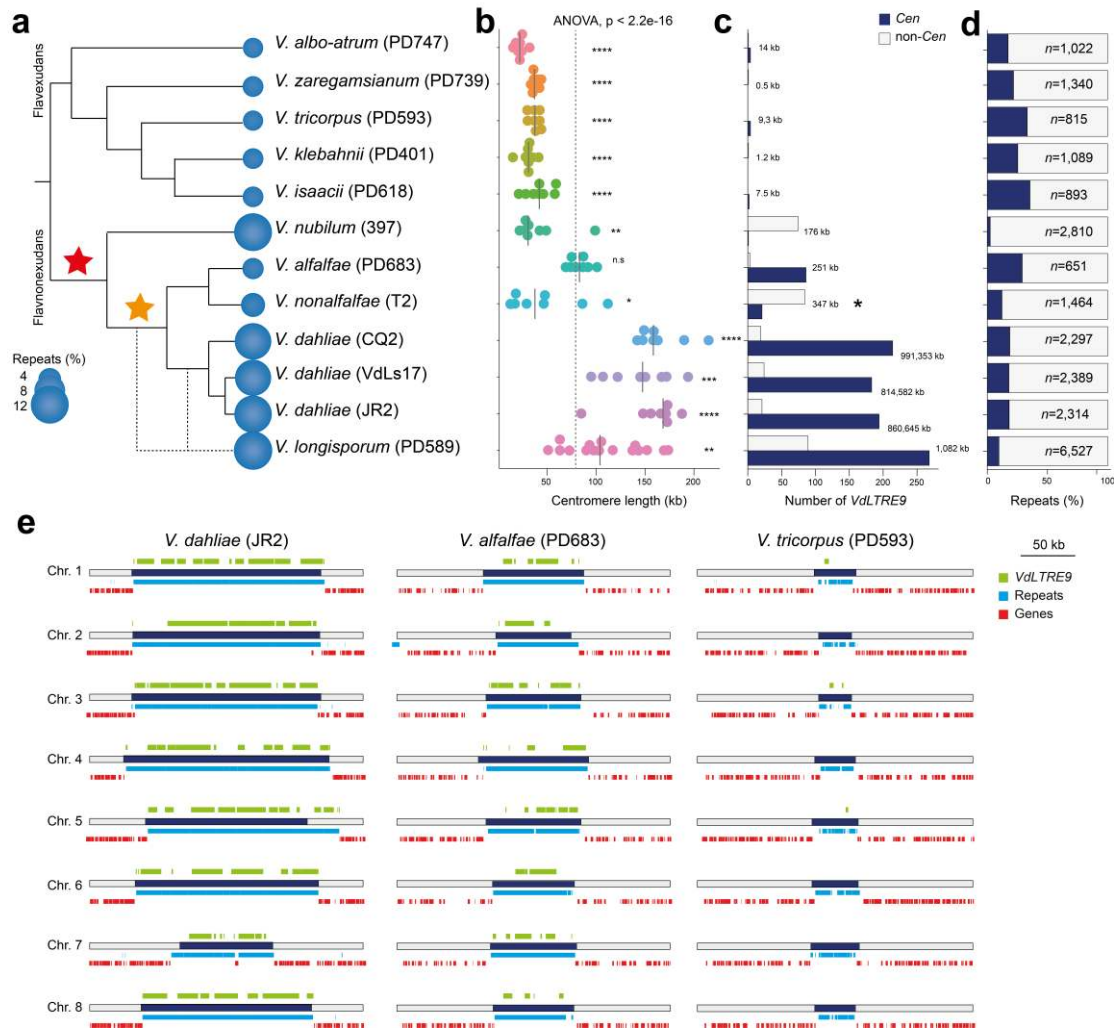 a
Flavexudans
Flavnonexudans
V. albo-atrum (PD747)
V. zaregamsianum (PD739)
V. tricorpus (PD593)
V. klebahnii (PD401)
V. isaacii (PD618)
V. nubilum (397)
V. alfalfae (PD683)
V. nonalfalfae (T2)
V. dahliae (CQ2)
V. dahliae (VdLs17)
V. dahliae (JR2)
V. longisporum (PD589)
Repeats (%)
4
8
12
b
ANOVA, p < 2.2e-16
****
****
****
****
****
**
n.s
*
****
***
****
**
50 100 150 200
Centromere length (kb)
c
Cen
non-Cen
14 kb
0.5 kb
9,3 kb
1.2 kb
7.5 kb
176 kb
251 kb
347 kb *
991,353 kb
814,582 kb
860,645 kb
1,082 kb
0 50 100 150 200 250
Number of VdLTRE9
d
n=1,022
n=1,340
n=815
n=1,089
n=893
n=2,810
n=651
n=1,464
n=2,297
n=2,389
n=2,314
n=6,527
0 50 100
Repeats (%)
e
V. dahliae (JR2) V. alfalfae (PD683) V. tricorpus (PD593)
50 kb
VdLTRE9
Repeats
Genes
Chr. 1
Chr. 2
Chr. 3
Chr. 4
Chr. 5
Chr. 6
Chr. 7
Chr. 8